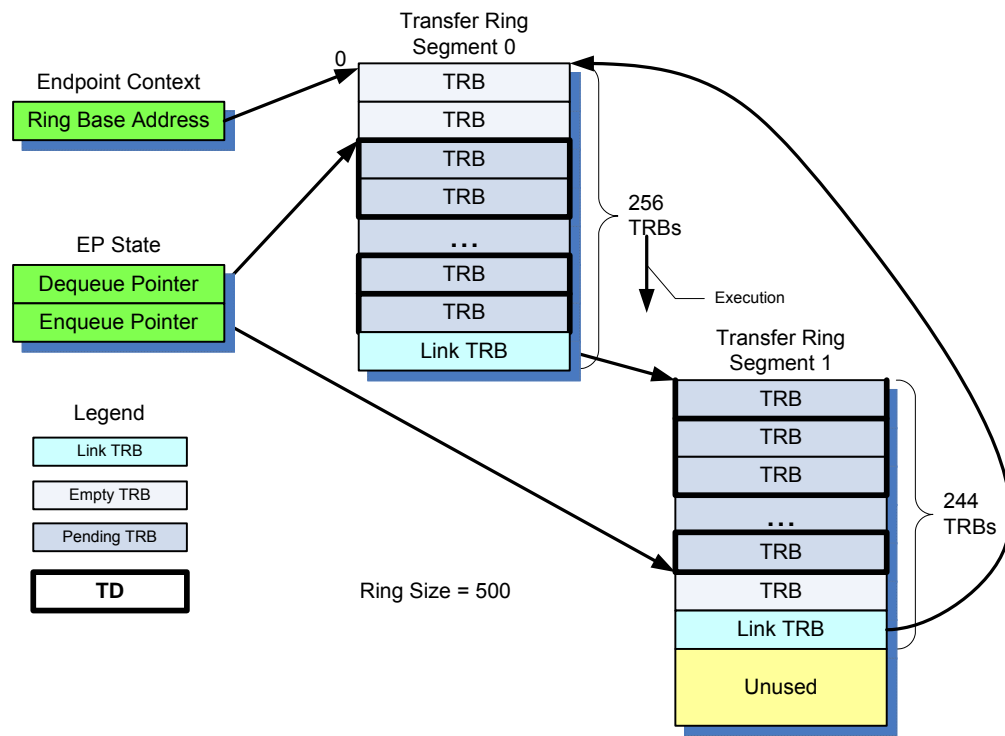 Transfer Ring
Segment 0
0
Endpoint Context
Ring Base Address
TRB
TRB
TRB
TRB
...
TRB
TRB
Link TRB
256
TRBs
Execution
EP State
Dequeue Pointer
Enqueue Pointer
Transfer Ring
Segment 1
TRB
TRB
TRB
...
TRB
TRB
Link TRB
Unused
244
TRBs
Legend
Link TRB
Empty TRB
Pending TRB
TD
Ring Size = 500